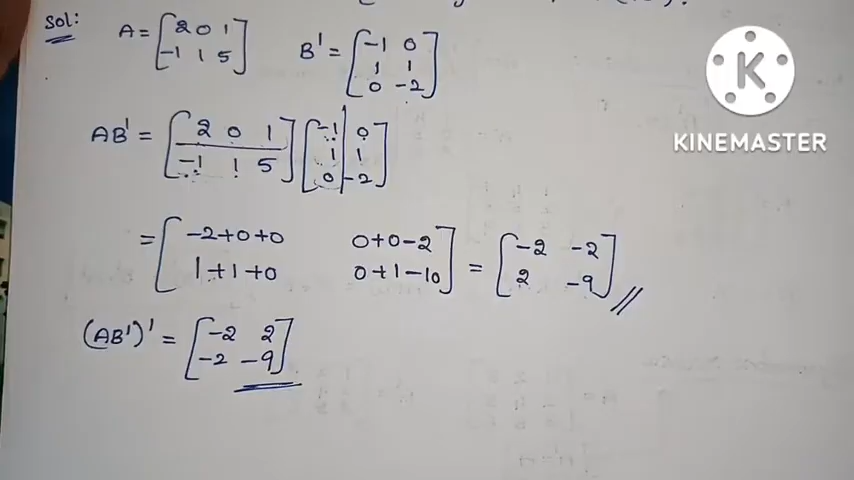 Sol:
A = [2 0 1
-1 1 5] B' = [-1 0
1 1
0 -2]
AB' = [2 0 1
-1 1 5] [-1 0
1 1
0 -2]
= [-2+0+0 0+0-2
1+1+0 0+1-10] = [-2 -2
2 -9] //
(AB')' = [-2 2
-2 -9]
K
KINEMASTER